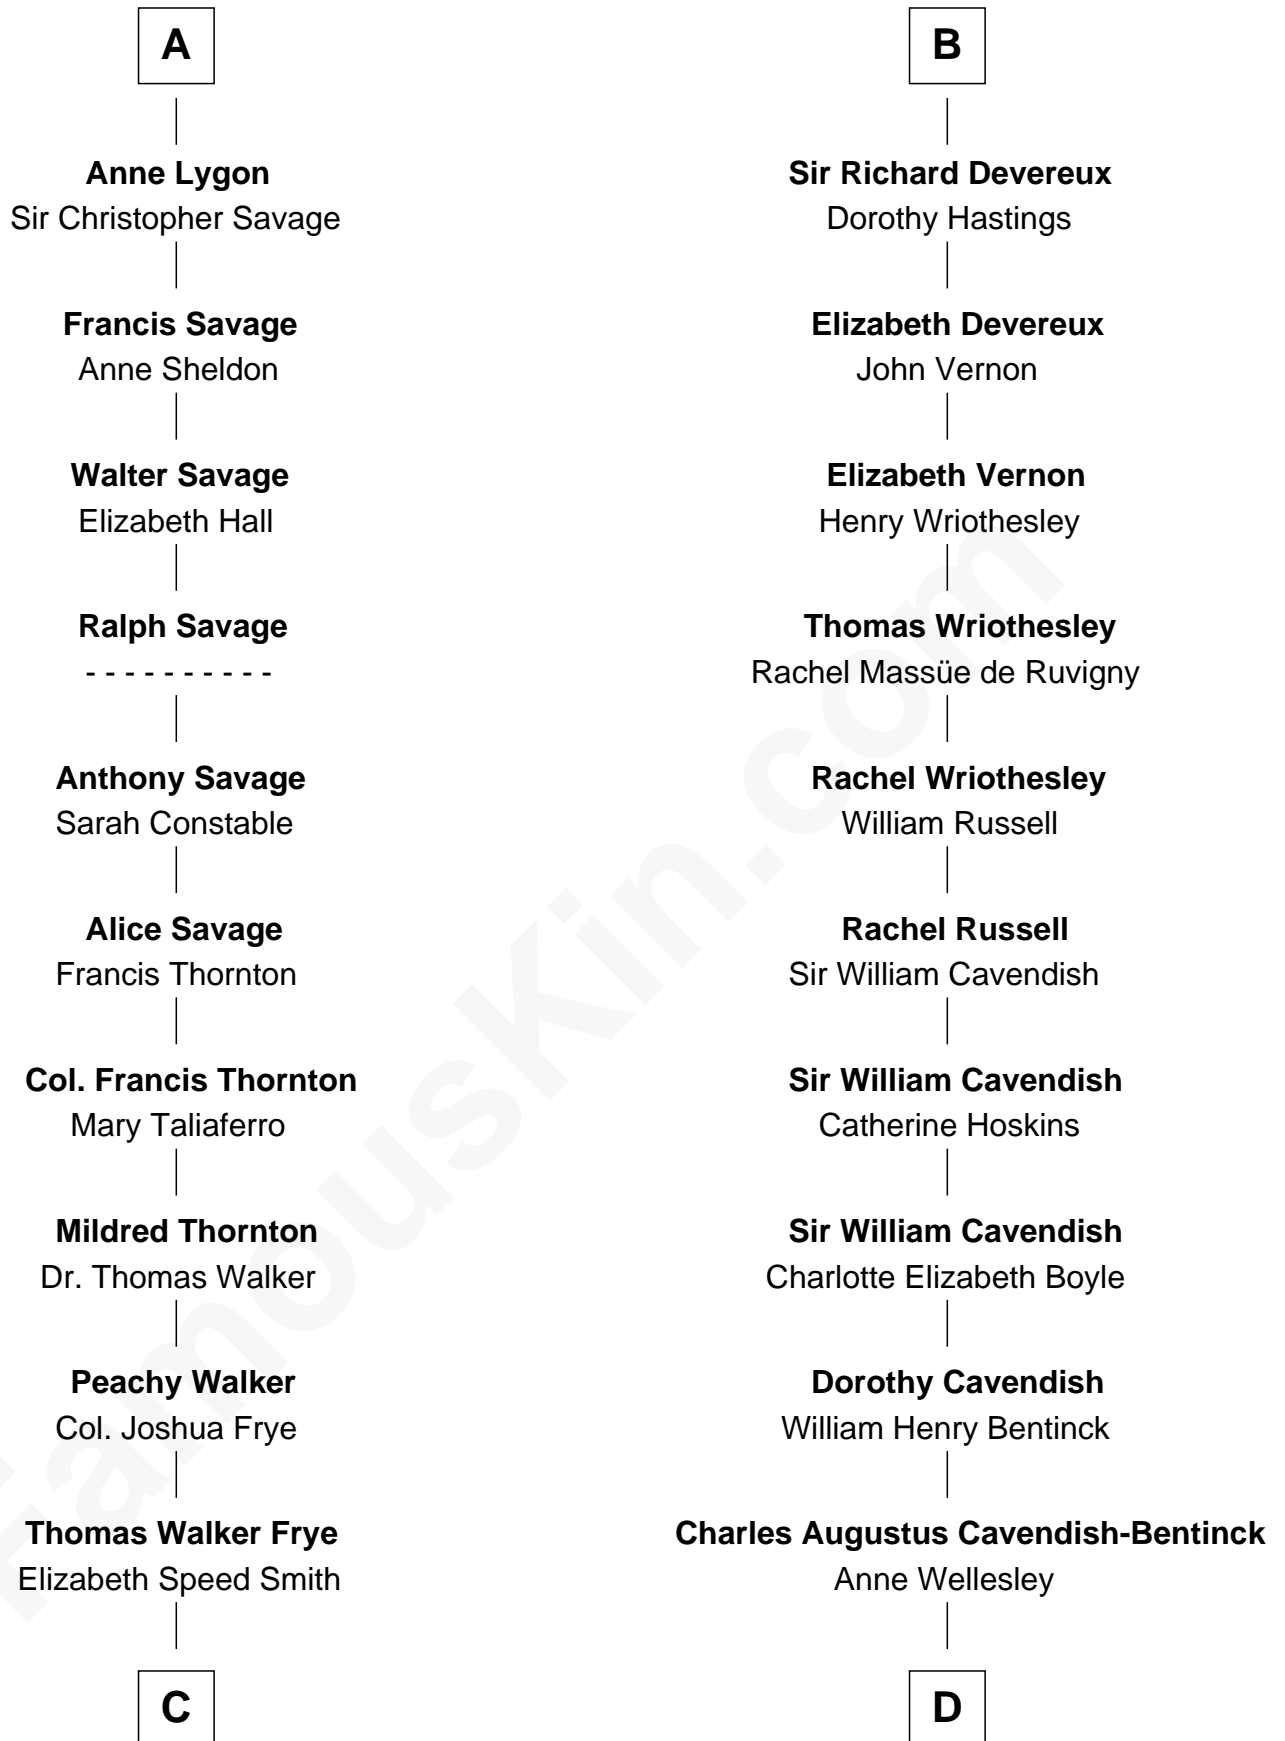 A
Anne Lygon
Sir Christopher Savage
Francis Savage
Anne Sheldon
Walter Savage
Elizabeth Hall
Ralph Savage
- - - - - - - - - -
Anthony Savage
Sarah Constable
Alice Savage
Francis Thornton
Col. Francis Thornton
Mary Taliaferro
Mildred Thornton
Dr. Thomas Walker
Peachy Walker
Col. Joshua Frye
Thomas Walker Frye
Elizabeth Speed Smith
C
B
Sir Richard Devereux
Dorothy Hastings
Elizabeth Devereux
John Vernon
Elizabeth Vernon
Henry Wriothesley
Thomas Wriothesley
Rachel Massüe de Ruvigny
Rachel Wriothesley
William Russell
Rachel Russell
Sir William Cavendish
Sir William Cavendish
Catherine Hoskins
Sir William Cavendish
Charlotte Elizabeth Boyle
Dorothy Cavendish
William Henry Bentinck
Charles Augustus Cavendish-Bentinck
Anne Wellesley
D
FamousKin.com